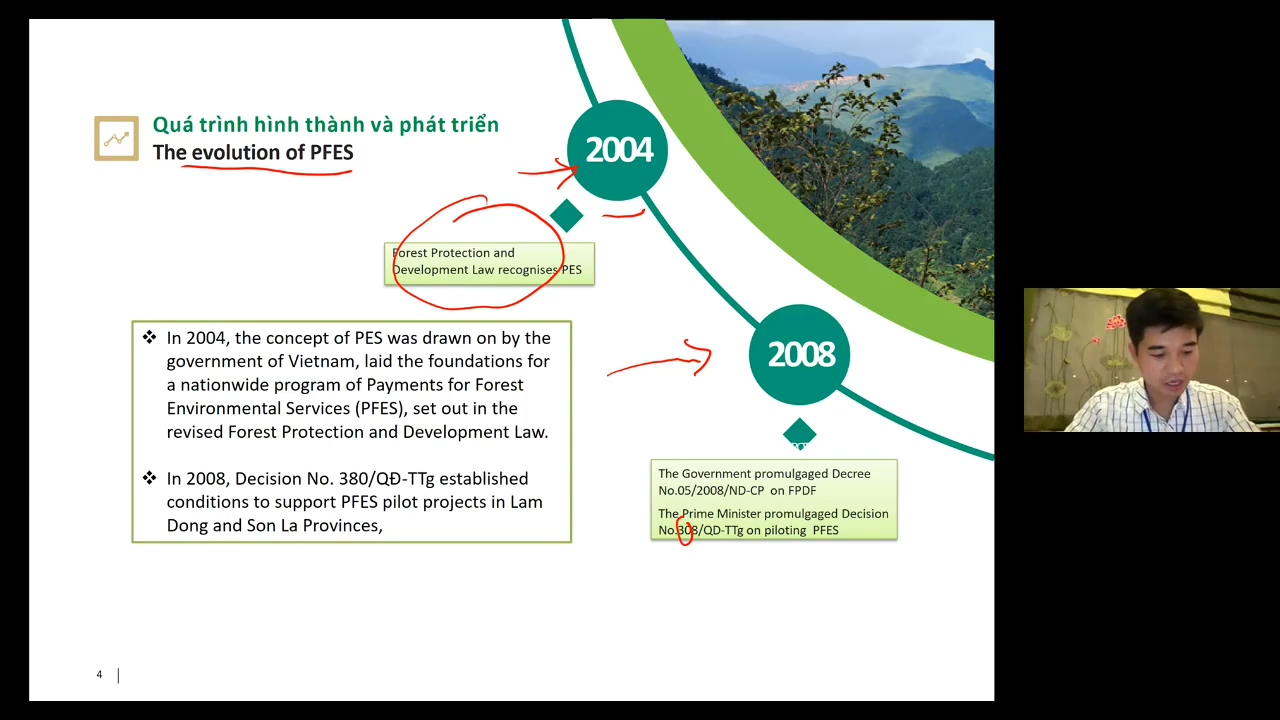 Quá trình hình thành và phát triển
The evolution of PFES
2004
Forest Protection and
Development Law recognises PES
❖ In 2004, the concept of PES was drawn on by the
government of Vietnam, laid the foundations for
a nationwide program of Payments for Forest
Environmental Services (PFES), set out in the
revised Forest Protection and Development Law.
❖ In 2008, Decision No. 380/QĐ-TTg established
conditions to support PFES pilot projects in Lam
Dong and Son La Provinces,
2008
The Government promulgaged Decree
No.05/2008/ND-CP on FPDF
The Prime Minister promulgaged Decision
No.308/QD-TTg on piloting PFES
4